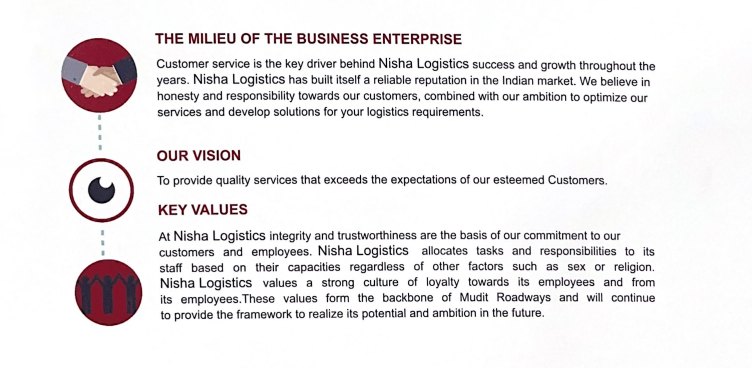 THE MILIEU OF THE BUSINESS ENTERPRISE
Customer service is the key driver behind Nisha Logistics success and growth throughout the
years. Nisha Logistics has built itself a reliable reputation in the Indian market. We believe in
honesty and responsibility towards our customers, combined with our ambition to optimize our
services and develop solutions for your logistics requirements.
OUR VISION
To provide quality services that exceeds the expectations of our esteemed Customers.
KEY VALUES
At Nisha Logistics integrity and trustworthiness are the basis of our commitment to our
customers and employees. Nisha Logistics allocates tasks and responsibilities to its
staff based on their capacities regardless of other factors such as sex or religion.
Nisha Logistics values a strong culture of loyalty towards its employees and from
its employees.These values form the backbone of Mudit Roadways and will continue
to provide the framework to realize its potential and ambition in the future.